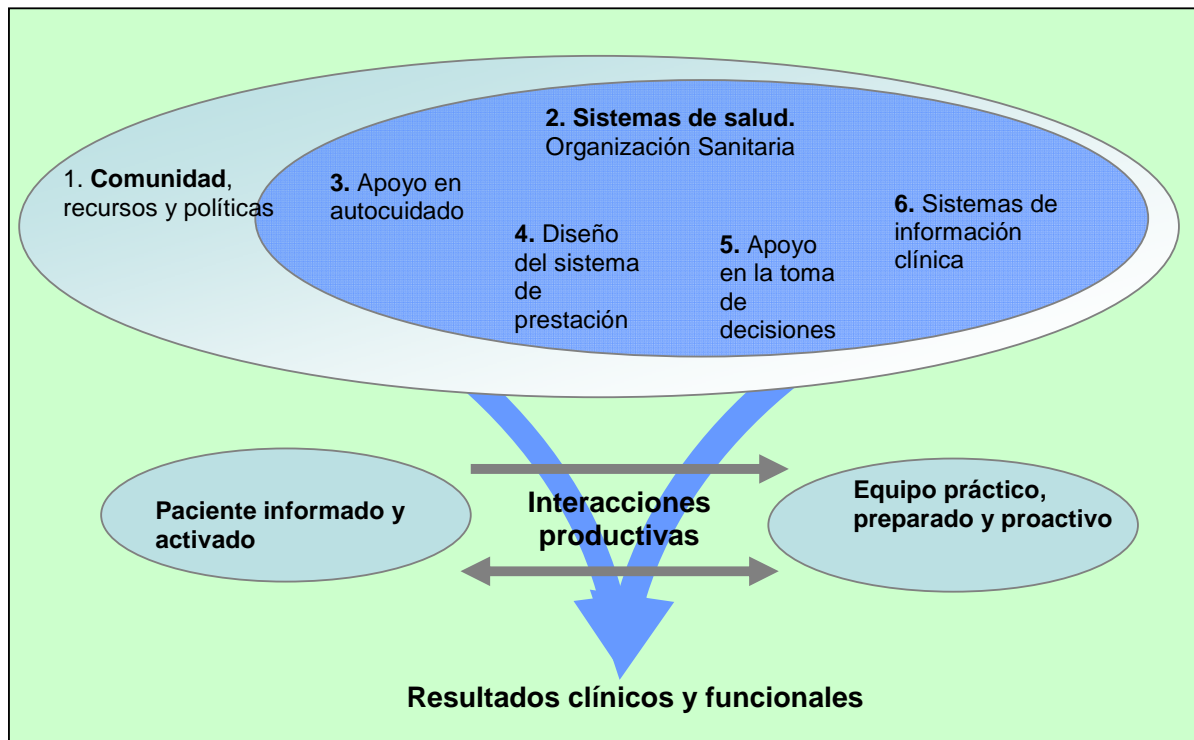 2. Sistemas de salud.
Organización Sanitaria
1. Comunidad,
recursos y políticas
3. Apoyo en
autocuidado
4. Diseño
del sistema
de
prestación
5. Apoyo
en la toma
de
decisiones
6. Sistemas de
información
clínica
Paciente informado y
activado
Interacciones
productivas
Equipo práctico,
preparado y proactivo
Resultados clínicos y funcionales